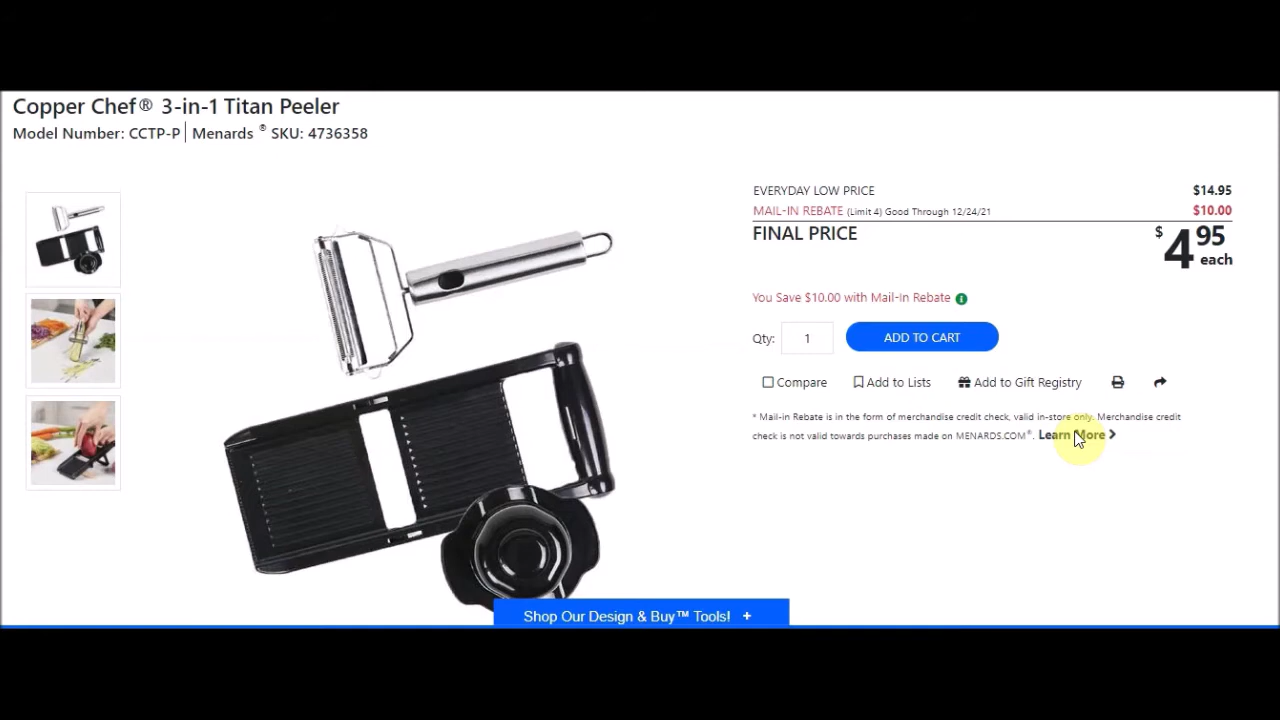 Copper Chef® 3-in-1 Titan Peeler
Model Number: CCTP-P | Menards ® SKU: 4736358
EVERYDAY LOW PRICE $14.95
MAIL-IN REBATE (Limit 4) Good Through 12/24/21 $10.00
FINAL PRICE $4 95 each
You Save $10.00 with Mail-In Rebate
Qty: 1 ADD TO CART
Compare Add to Lists Add to Gift Registry
* Mail-in Rebate is in the form of merchandise credit check, valid in-store only. Merchandise credit
check is not valid towards purchases made on MENARDS.COM®. Learn More
Shop Our Design & Buy™ Tools! +